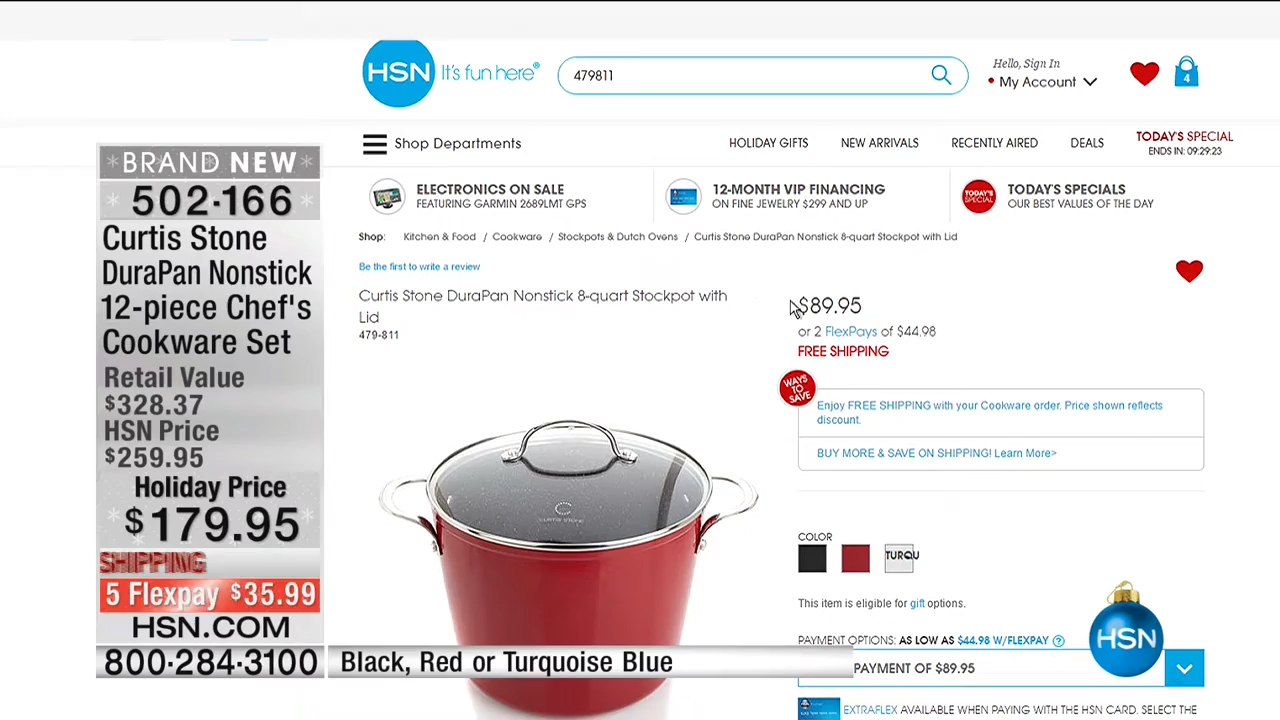 HSN It's fun here®
479811
Hello, Sign In
My Account
4
Shop Departments
HOLIDAY GIFTS
NEW ARRIVALS
RECENTLY AIRED
DEALS
TODAY'S SPECIAL
ENDS IN: 09:29:23
ELECTRONICS ON SALE
FEATURING GARMIN 2689LMT GPS
12-MONTH VIP FINANCING
ON FINE JEWELRY $299 AND UP
TODAY'S SPECIAL
TODAY'S SPECIALS
OUR BEST VALUES OF THE DAY
Shop: Kitchen & Food / Cookware / Stockpots & Dutch Ovens / Curtis Stone DuraPan Nonstick 8-quart Stockpot with Lid
Be the first to write a review
Curtis Stone DuraPan Nonstick 8-quart Stockpot with
Lid
479-811
$89.95
or 2 FlexPays of $44.98
FREE SHIPPING
WAYS
TO
SAVE
Enjoy FREE SHIPPING with your Cookware order. Price shown reflects
discount.
BUY MORE & SAVE ON SHIPPING! Learn More>
COLOR
TURQU
This item is eligible for gift options.
PAYMENT OPTIONS: AS LOW AS $44.98 W/FLEXPAY ?
PAYMENT OF $89.95
EXTRAFLEX AVAILABLE WHEN PAYING WITH THE HSN CARD. SELECT THE
CURTIS STONE
HSN
BRAND NEW
502·166
Curtis Stone
DuraPan Nonstick
12-piece Chef's
Cookware Set
Retail Value
$328.37
HSN Price
$259.95
Holiday Price
$179.95
SHIPPING
5 Flexpay $35.99
HSN.COM
800·284·3100
Black, Red or Turquoise Blue